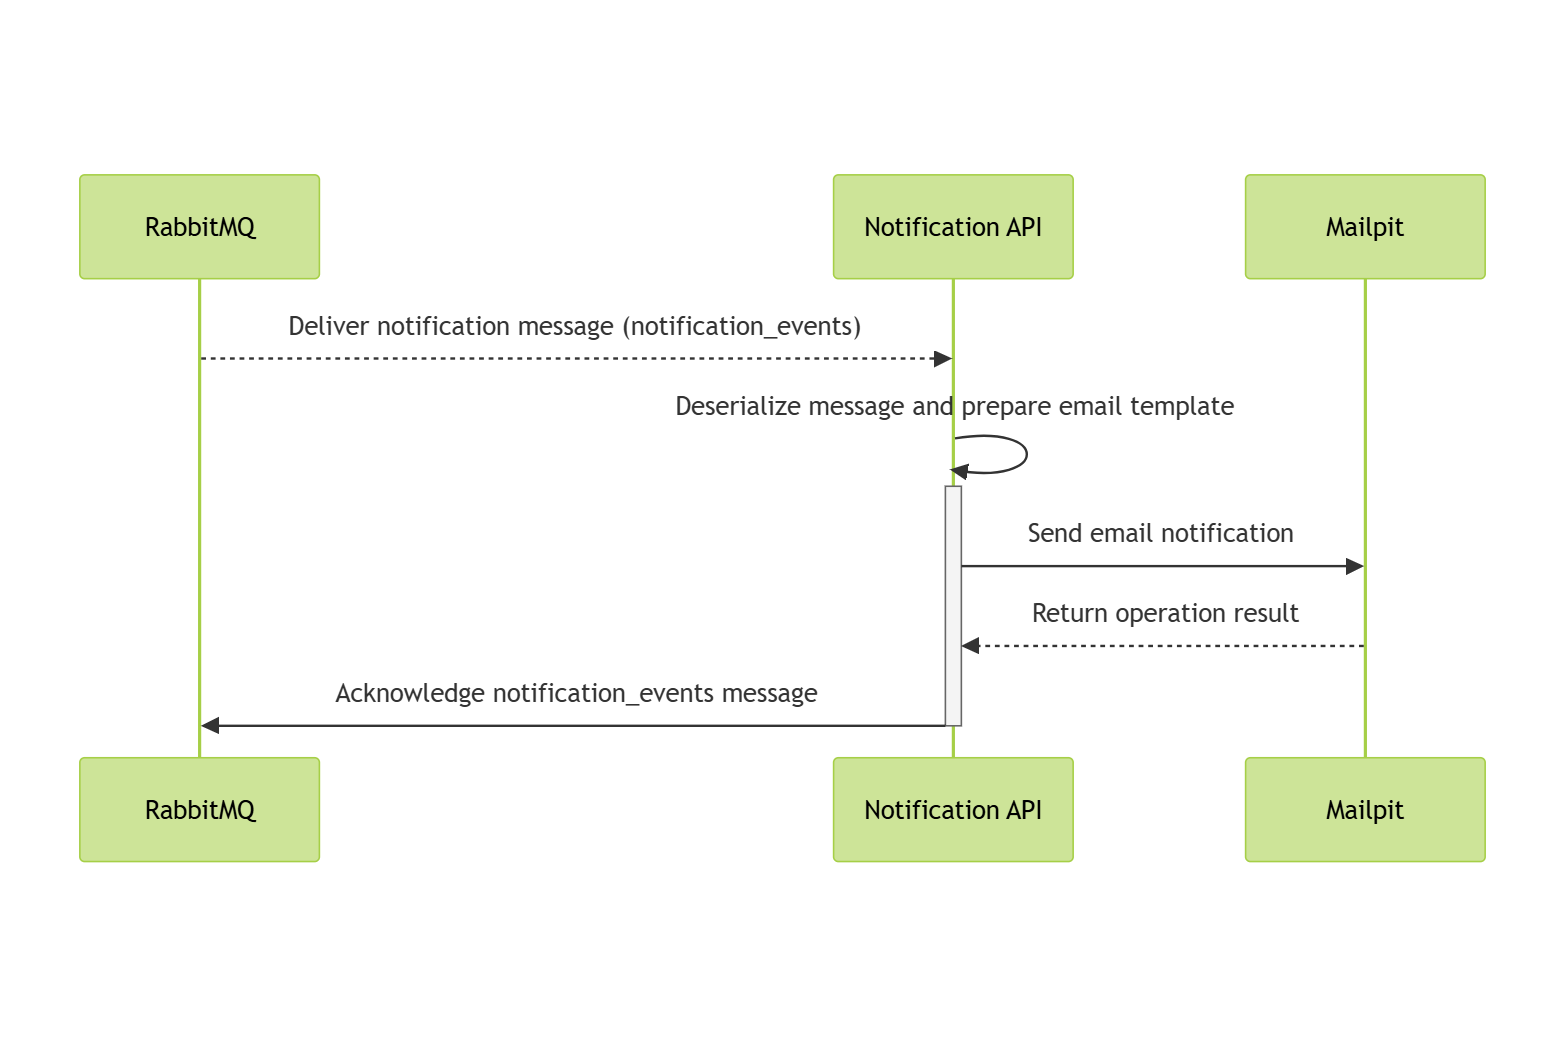 RabbitMQ
Notification API
Mailpit
Deliver notification message (notification_events)
Deserialize message and prepare email template
Send email notification
Return operation result
Acknowledge notification_events message
RabbitMQ
Notification API
Mailpit